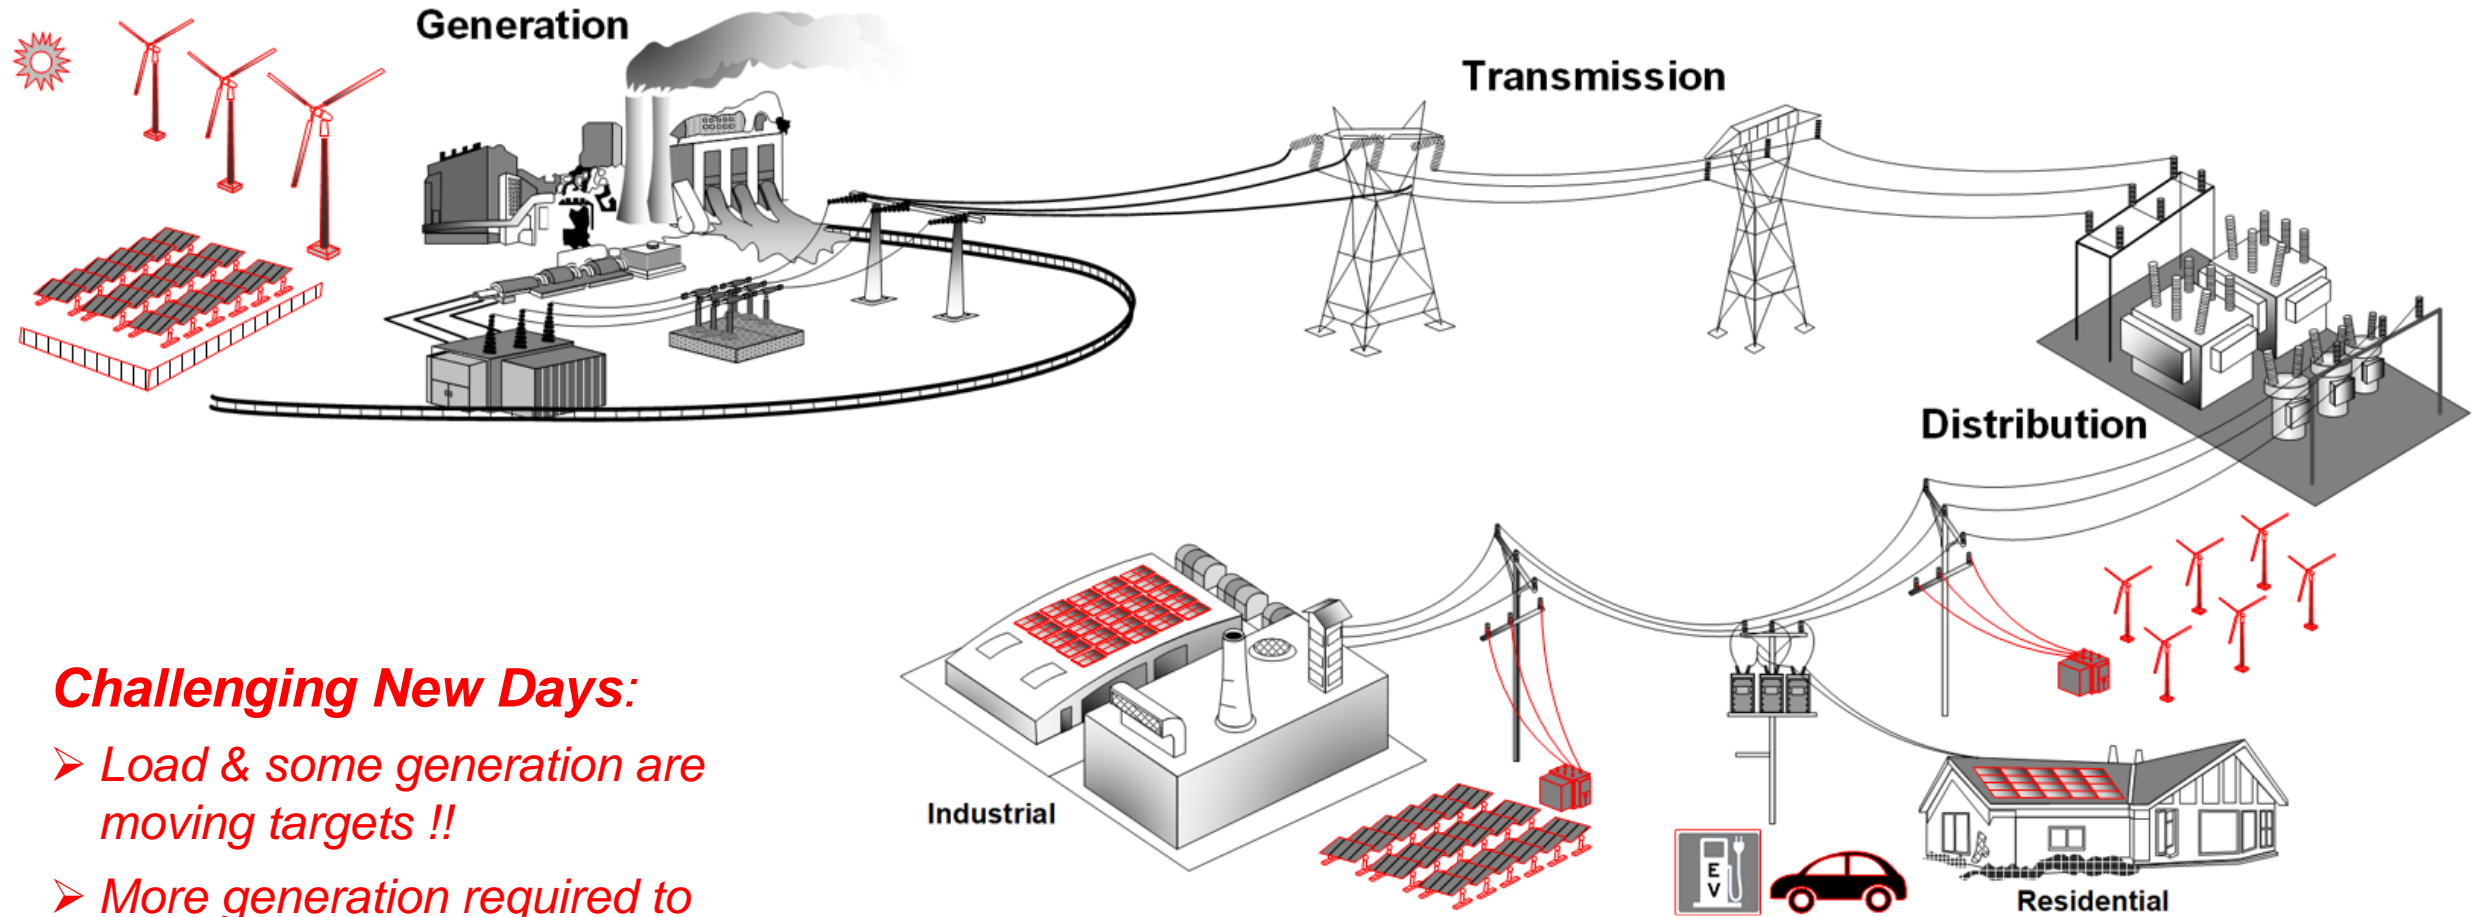 Generation
Transmission
Distribution
Challenging New Days:
➢ Load & some generation are
moving targets !!
➢ More generation required to
Industrial
E
V
Residential